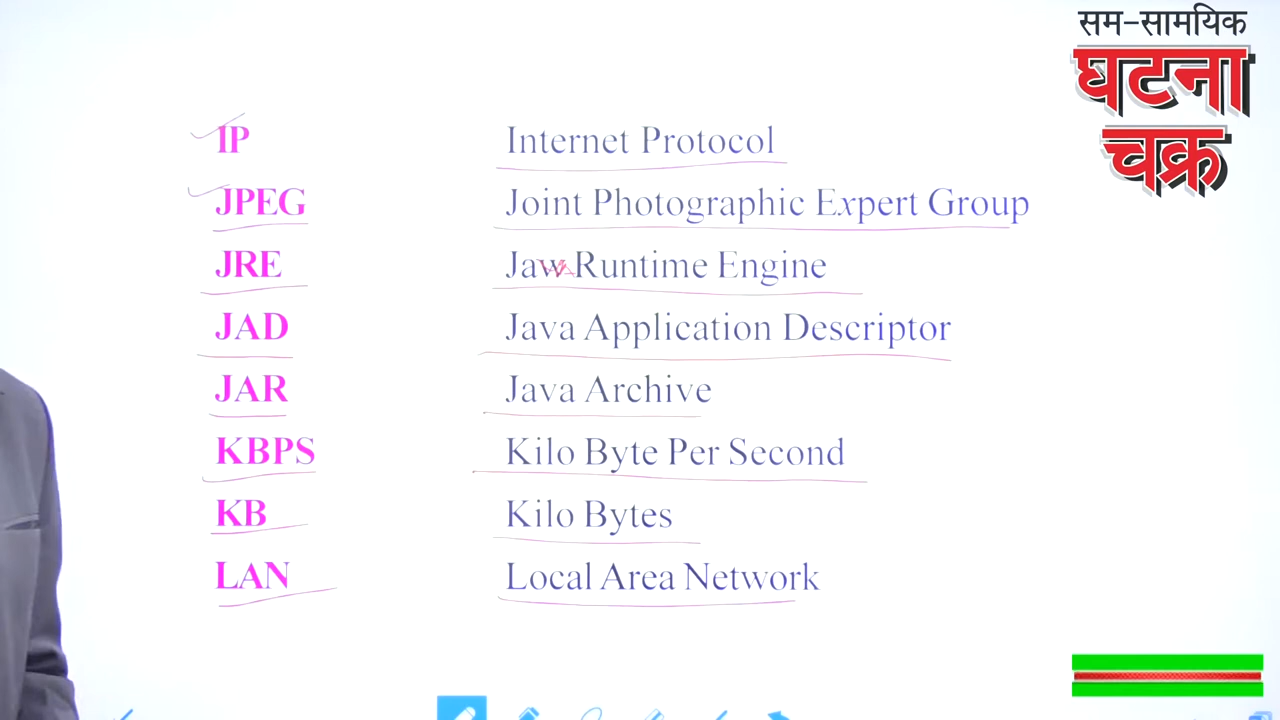 सम-सामयिक
घटना
चक्र
IP Internet Protocol
JPEG Joint Photographic Expert Group
JRE Jaw Runtime Engine
JAD Java Application Descriptor
JAR Java Archive
KBPS Kilo Byte Per Second
KB Kilo Bytes
LAN Local Area Network